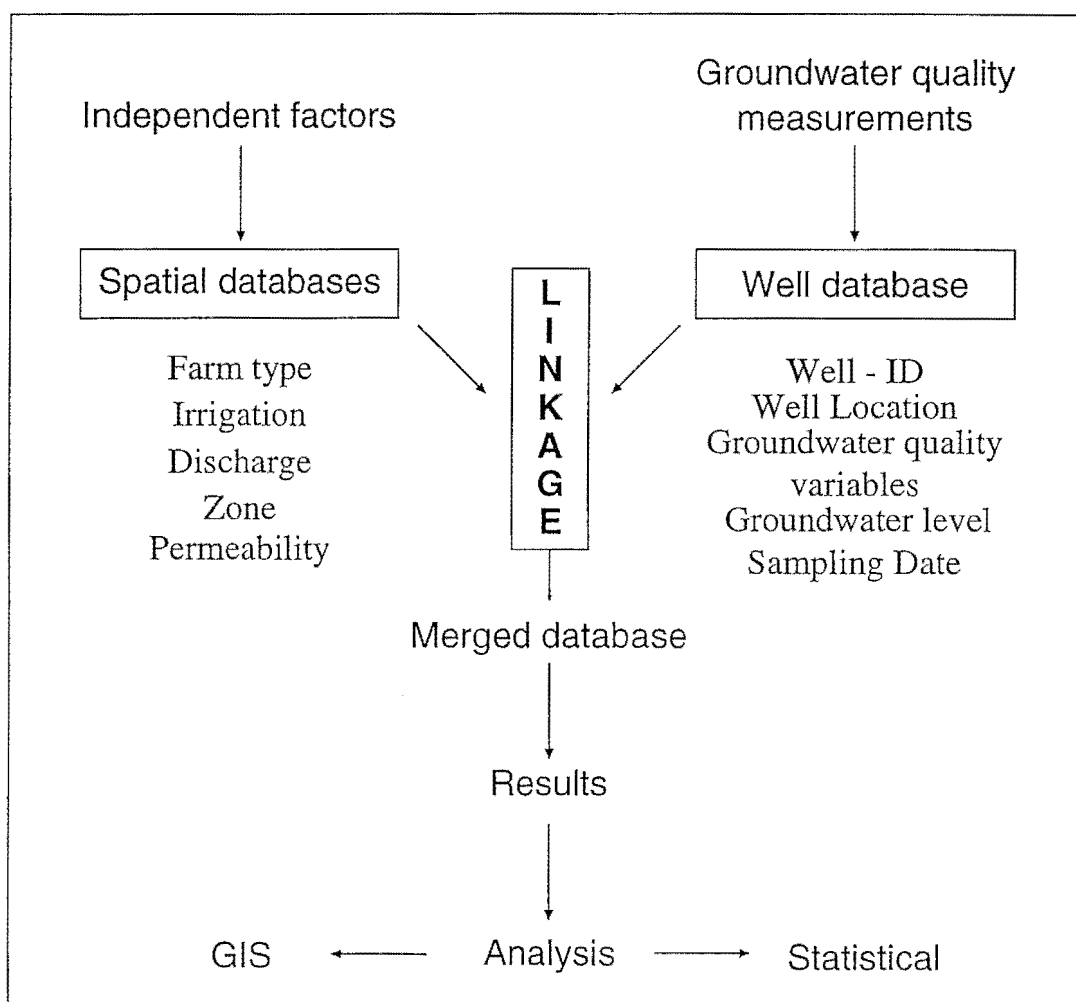 Independent factors
Groundwater quality
measurements
Spatial databases
Well database
Farm type
Irrigation
Discharge
Zone
Permeability
LINKAGE
Well - ID
Well Location
Groundwater quality
variables
Groundwater level
Sampling Date
Merged database
Results
GIS
Analysis
Statistical